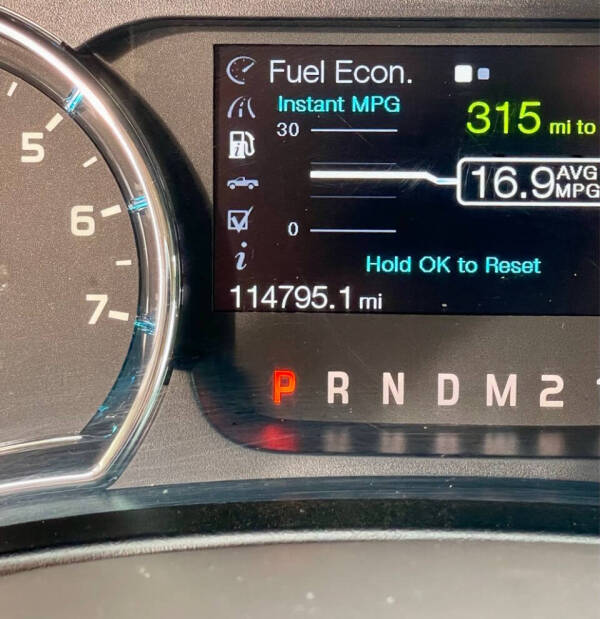 Fuel Econ.
Instant MPG
30
315 mi to
16.9 AVG MPG
0
Hold OK to Reset
114795.1 mi
5
6
7
P R N D M 2
i